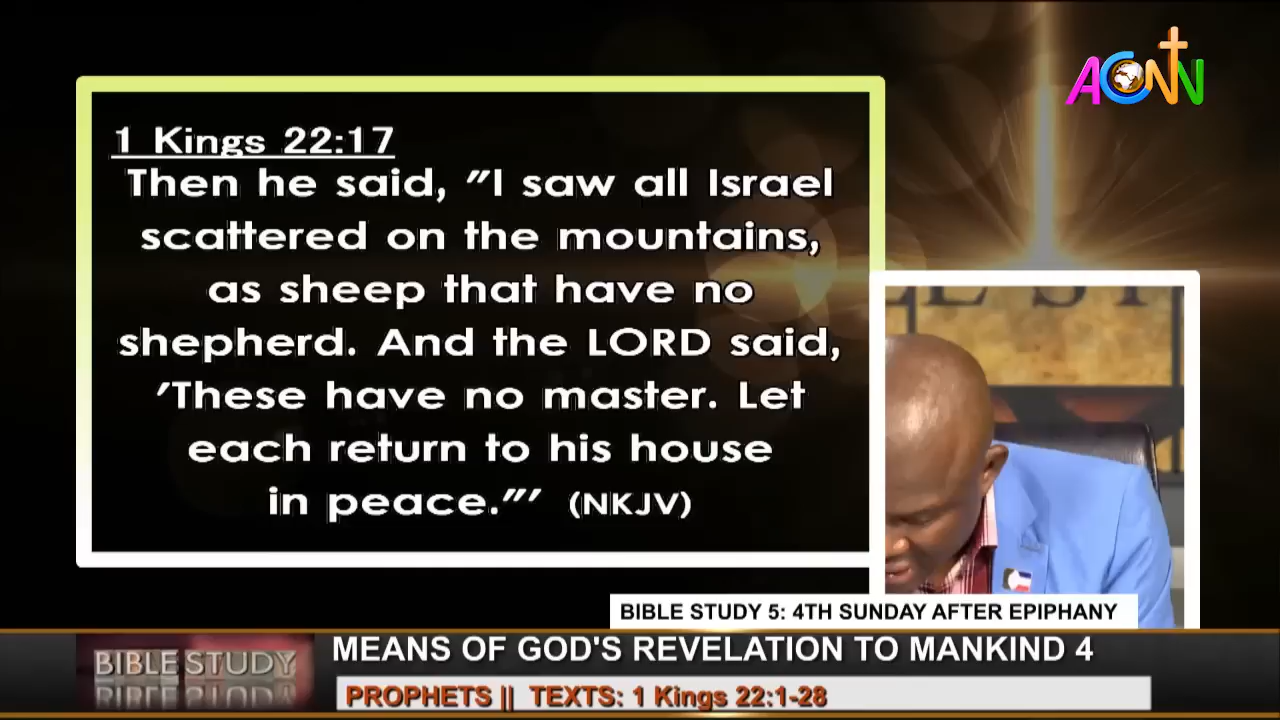 ACNN
1 Kings 22:17
Then he said, "I saw all Israel
scattered on the mountains,
as sheep that have no
shepherd. And the LORD said,
'These have no master. Let
each return to his house
in peace."' (NKJV)
BIBLE STUDY 5: 4TH SUNDAY AFTER EPIPHANY
BIBLE STUDY
MEANS OF GOD'S REVELATION TO MANKIND 4
PROPHETS || TEXTS: 1 Kings 22:1-28